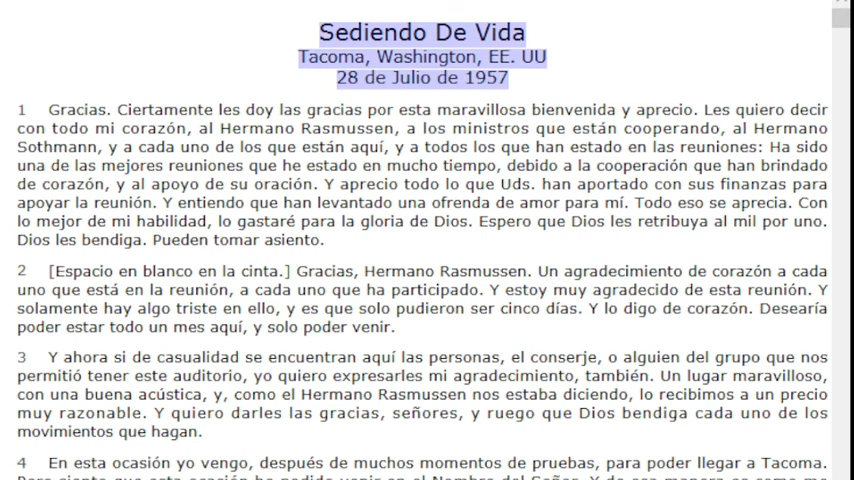 Sediendo De Vida
Tacoma, Washington, EE. UU
28 de Julio de 1957
1 Gracias. Ciertamente les doy las gracias por esta maravillosa bienvenida y aprecio. Les quiero decir
con todo mi corazón, al Hermano Rasmussen, a los ministros que están cooperando, al Hermano
Sothmann, y a cada uno de los que están aquí, y a todos los que han estado en las reuniones: Ha sido
una de las mejores reuniones que he estado en mucho tiempo, debido a la cooperación que han brindado
de corazón, y al apoyo de su oración. Y aprecio todo lo que Uds. han aportado con sus finanzas para
apoyar la reunión. Y entiendo que han levantado una ofrenda de amor para mí. Todo eso se aprecia. Con
lo mejor de mi habilidad, lo gastaré para la gloria de Dios. Espero que Dios les retribuya al mil por uno.
Dios les bendiga. Pueden tomar asiento.
2 [Espacio en blanco en la cinta.] Gracias, Hermano Rasmussen. Un agradecimiento de corazón a cada
uno que está en la reunión, a cada uno que ha participado. Y estoy muy agradecido de esta reunión. Y
solamente hay algo triste en ello, y es que solo pudieron ser cinco días. Y lo digo de corazón. Desearía
poder estar todo un mes aquí, y solo poder venir.
3 Y ahora si de casualidad se encuentran aquí las personas, el conserje, o alguien del grupo que nos
permitió tener este auditorio, yo quiero expresarles mi agradecimiento, también. Un lugar maravilloso,
con una buena acústica, y, como el Hermano Rasmussen nos estaba diciendo, lo recibimos a un precio
muy razonable. Y quiero darles las gracias, señores, y ruego que Dios bendiga cada uno de los
movimientos que hagan.
4 En esta ocasión yo vengo, después de muchos momentos de pruebas, para poder llegar a Tacoma.